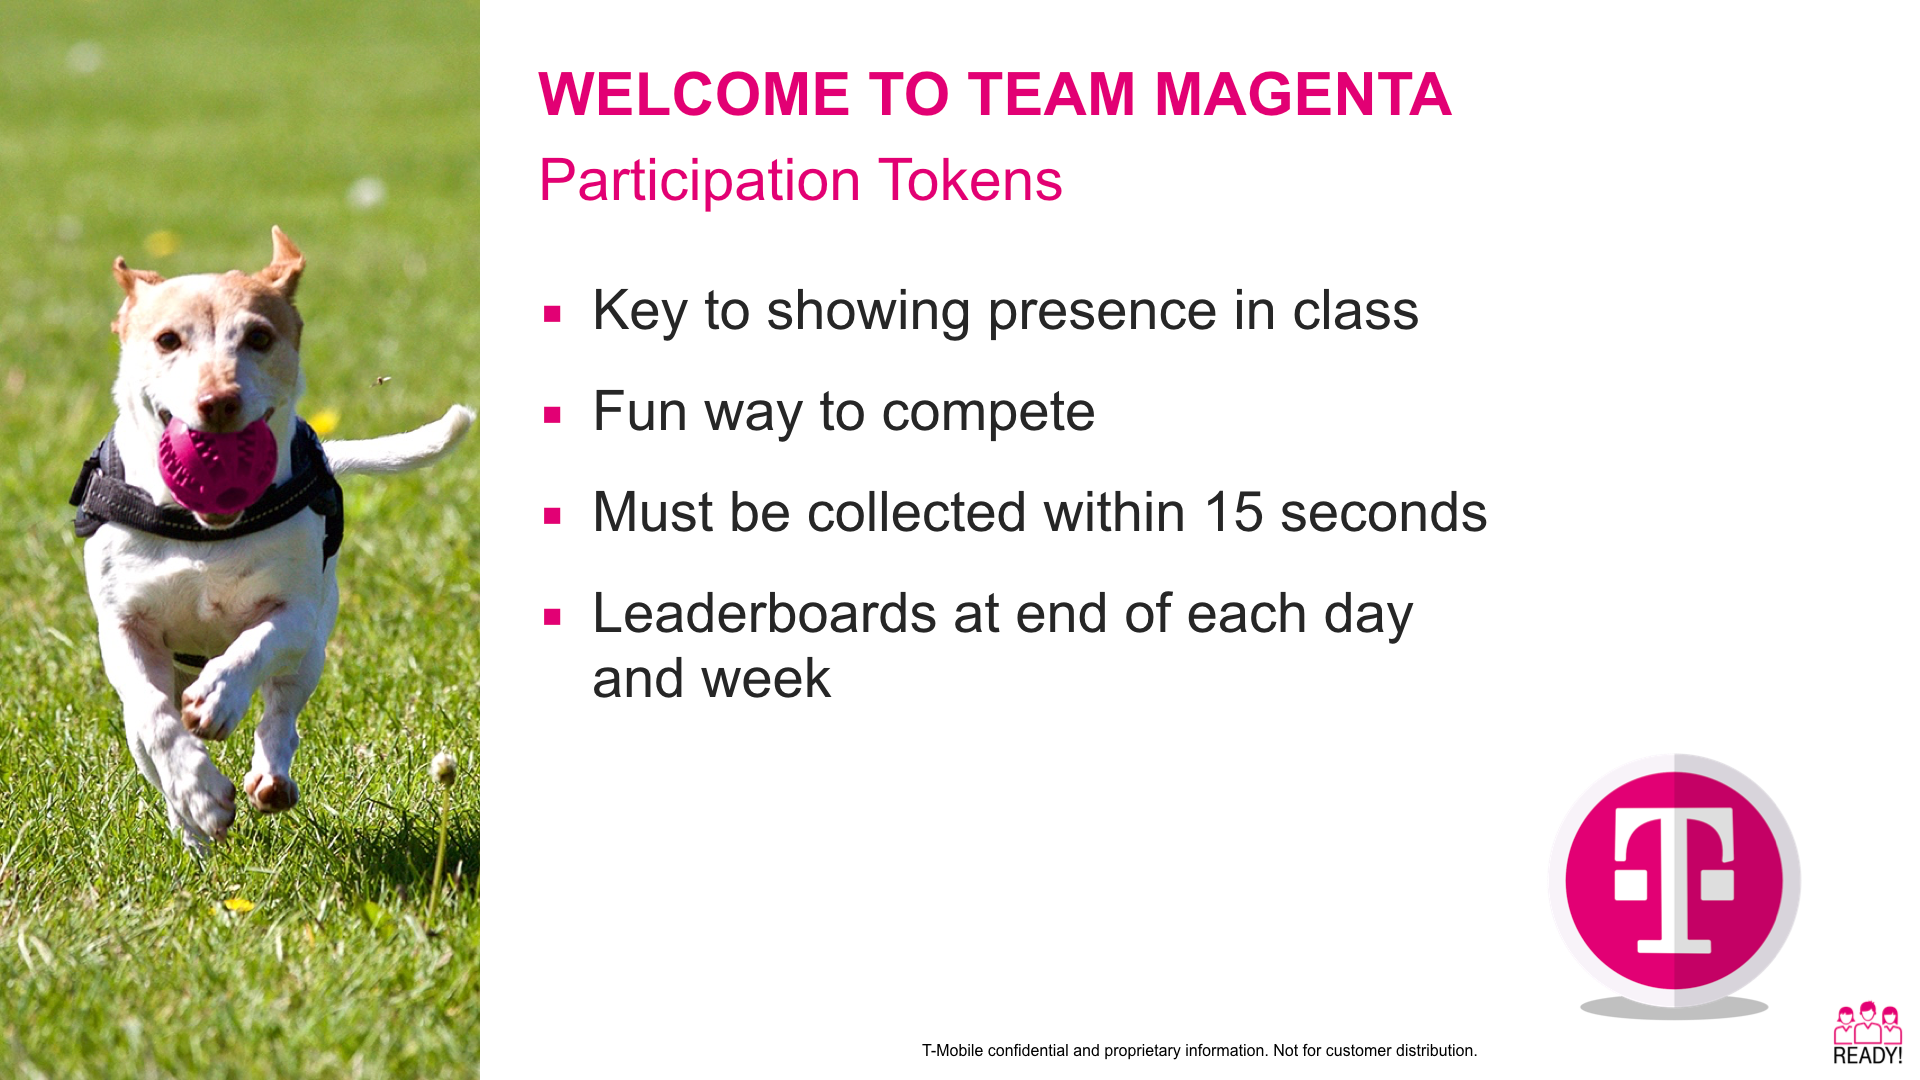 WELCOME TO TEAM MAGENTA
Participation Tokens
▪ Key to showing presence in class
▪ Fun way to compete
▪ Must be collected within 15 seconds
▪ Leaderboards at end of each day
and week
T
T-Mobile confidential and proprietary information. Not for customer distribution.
READY!